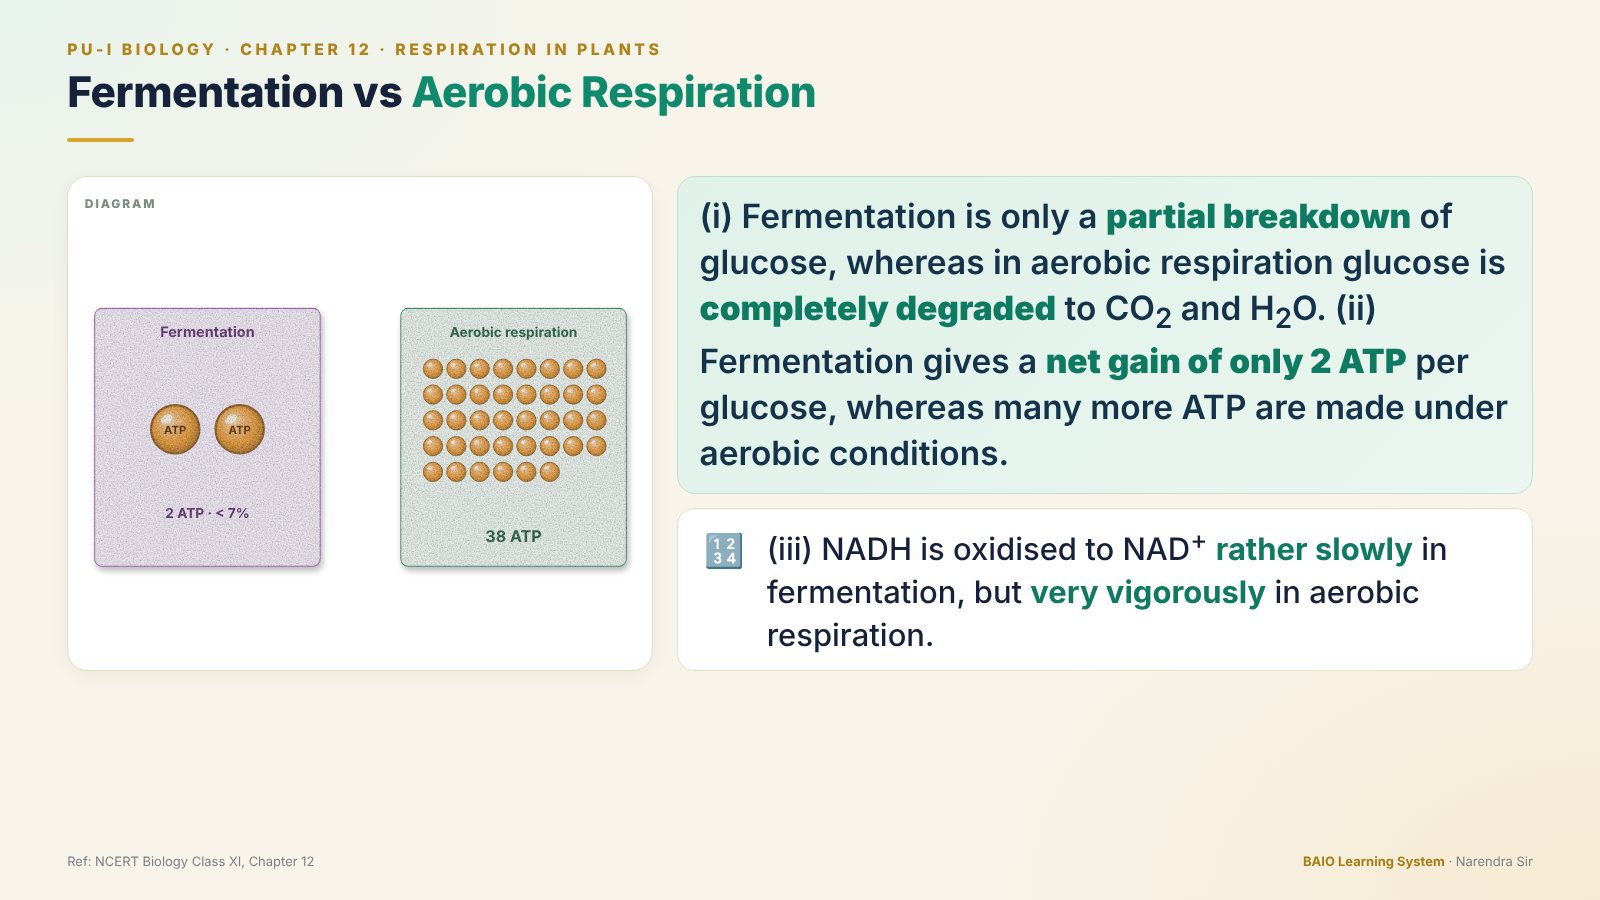 PU-I BIOLOGY · CHAPTER 12 · RESPIRATION IN PLANTS
Fermentation vs Aerobic Respiration
DIAGRAM
Fermentation
ATP ATP
2 ATP · < 7%
Aerobic respiration
38 ATP
(i) Fermentation is only a partial breakdown of
glucose, whereas in aerobic respiration glucose is
completely degraded to CO₂ and H₂O. (ii)
Fermentation gives a net gain of only 2 ATP per
glucose, whereas many more ATP are made under
aerobic conditions.
1 2
3 4
(iii) NADH is oxidised to NAD⁺ rather slowly in
fermentation, but very vigorously in aerobic
respiration.
Ref: NCERT Biology Class XI, Chapter 12
BAIO Learning System · Narendra Sir